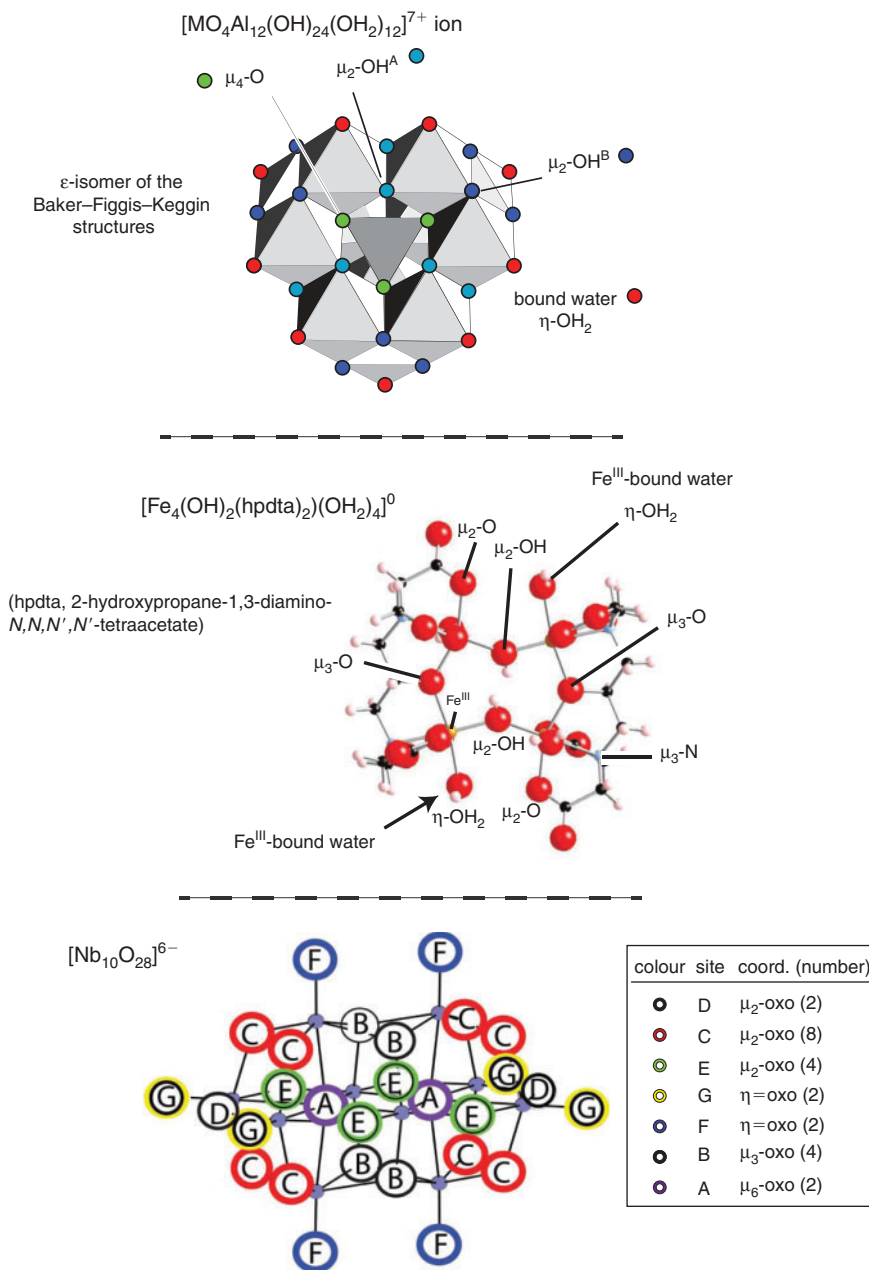 [MO₄Al₁₂(OH)₂₄(OH₂)₁₂]⁷⁺ ion
μ₄-O
μ₂-OHᴬ
μ₂-OHᴮ
ε-isomer of the
Baker–Figgis–Keggin
structures
bound water
η-OH₂
[Fe₄(OH)₂(hpdta)₂)(OH₂)₄]⁰
Feᴵᴵᴵ-bound water
η-OH₂
μ₂-O
μ₂-OH
(hpdta, 2-hydroxypropane-1,3-diamino-
N,N,N′,N′-tetraacetate)
μ₃-O
μ₃-O
Feᴵᴵᴵ
μ₂-OH
μ₃-N
η-OH₂
μ₂-O
Feᴵᴵᴵ-bound water
[Nb₁₀O₂₈]⁶⁻
F F
C B B C C
C
E E G D
G D G A A E E G
C C B B C C
F F
colour site coord. (number)
D μ₂-oxo (2)
C μ₂-oxo (8)
E μ₂-oxo (4)
G η=oxo (2)
F η=oxo (2)
B μ₃-oxo (4)
A μ₆-oxo (2)